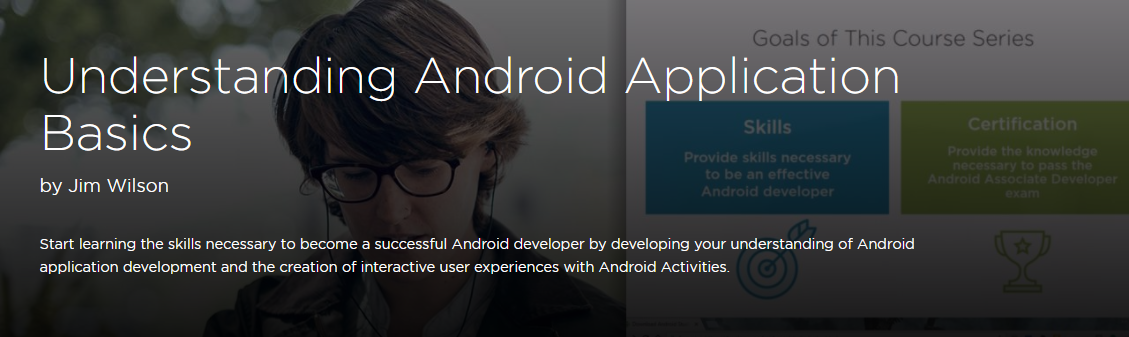 Understanding Android Application
Basics
by Jim Wilson
Start learning the skills necessary to become a successful Android developer by developing your understanding of Android
application development and the creation of interactive user experiences with Android Activities.
Goals of This Course Series
Skills
Provide skills necessary
to be an effective
Android developer
Certification
Provide the knowledge
necessary to pass the
Android Associate Developer
exam